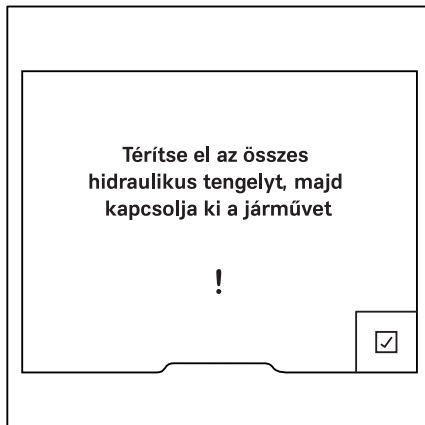 Térítse el az összes
hidraulikus tengelyt, majd
kapcsolja ki a járművet
!